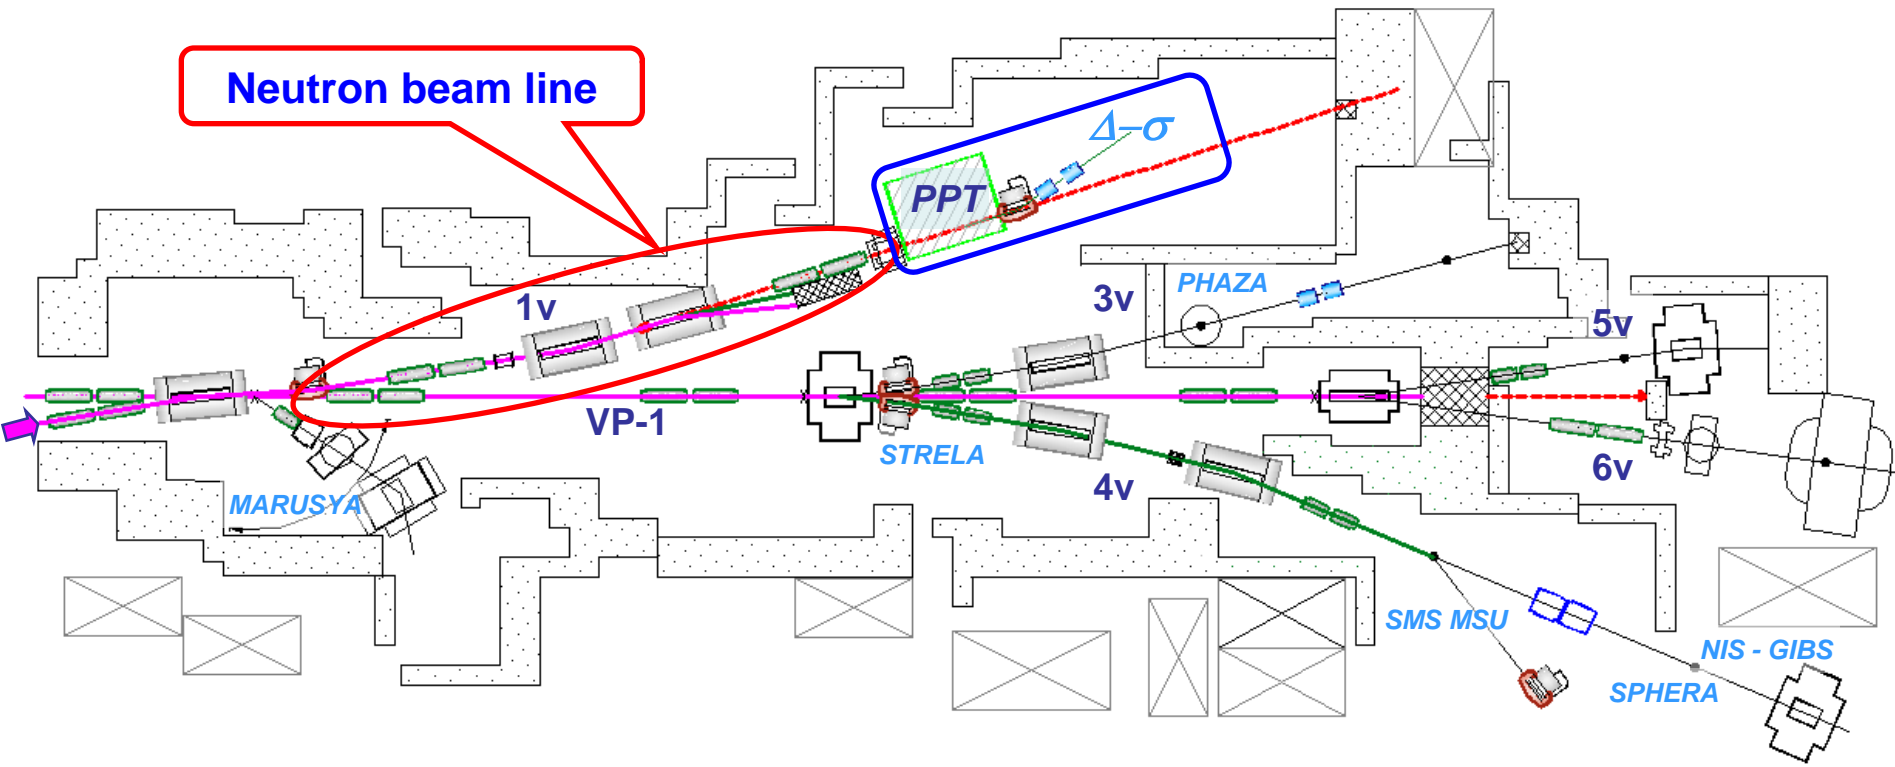 Neutron beam line
Δ–σ
PPT
1v
3v
PHAZA
5v
VP-1
STRELA
4v
6v
MARUSYA
SMS MSU
NIS - GIBS
SPHERA